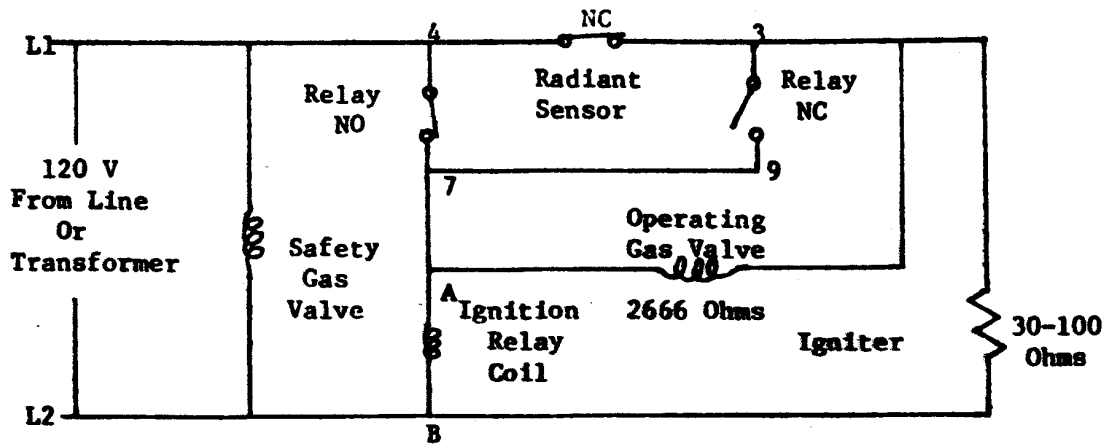 L1
4
NC
3
Relay
NO
Radiant
Sensor
Relay
NC
120 V
From Line
Or
Transformer
7
9
Safety
Gas
Valve
Operating
Gas Valve
2666 Ohms
A
Ignition
Relay
Coil
Igniter
30-100
Ohms
L2
B